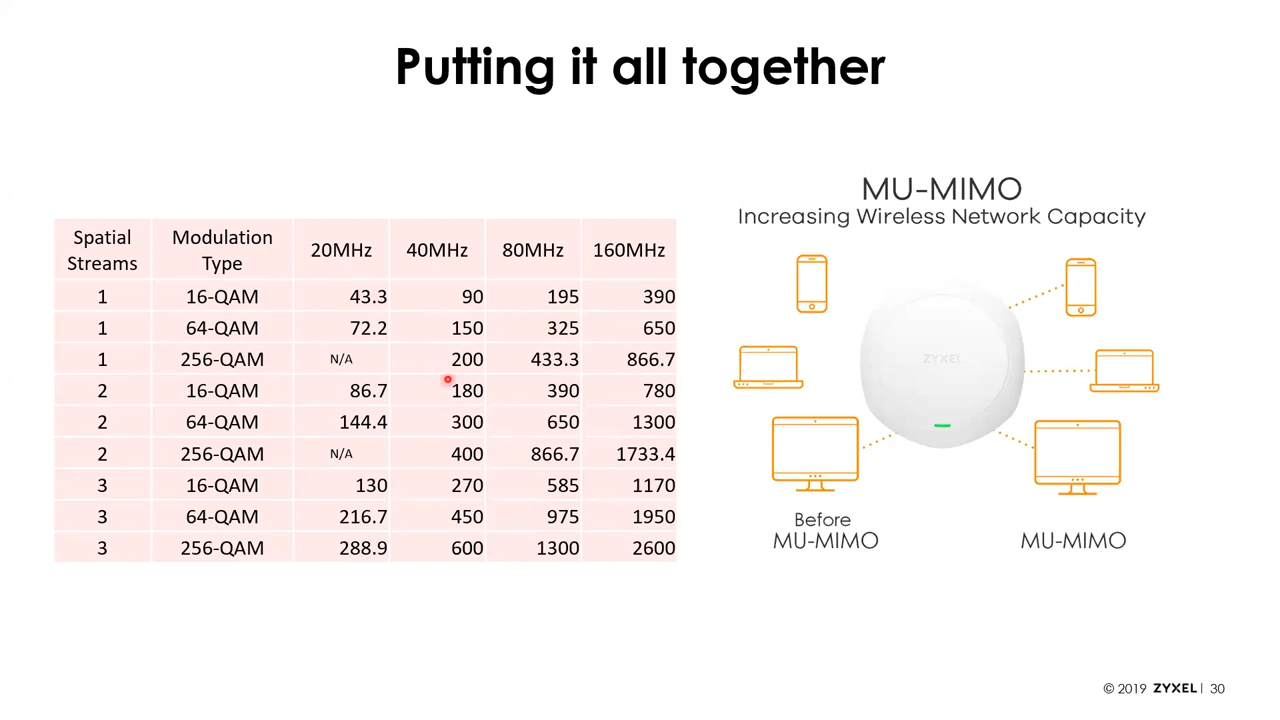 Putting it all together
Spatial Streams Modulation Type 20MHz 40MHz 80MHz 160MHz
1 16-QAM 43.3 90 195 390
1 64-QAM 72.2 150 325 650
1 256-QAM N/A 200 433.3 866.7
2 16-QAM 86.7 180 390 780
2 64-QAM 144.4 300 650 1300
2 256-QAM N/A 400 866.7 1733.4
3 16-QAM 130 270 585 1170
3 64-QAM 216.7 450 975 1950
3 256-QAM 288.9 600 1300 2600
MU-MIMO
Increasing Wireless Network Capacity
ZYXEL
Before
MU-MIMO
MU-MIMO
© 2019 ZYXEL | 30